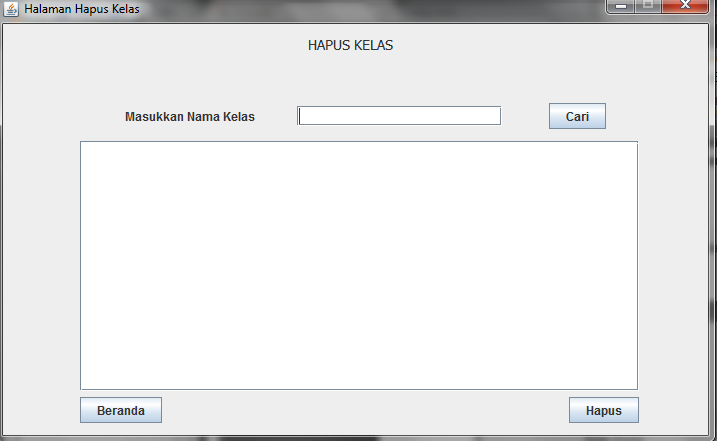 Halaman Hapus Kelas
HAPUS KELAS
Masukkan Nama Kelas
Cari
Beranda
Hapus